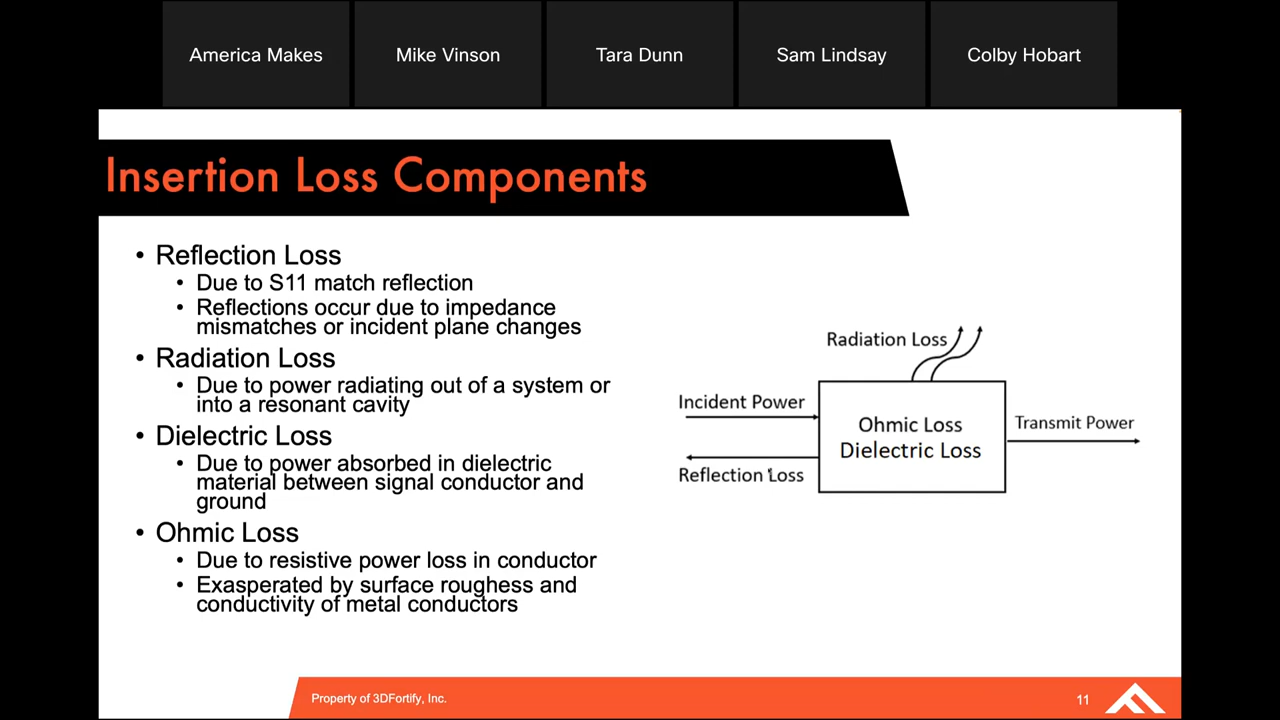 America Makes
Mike Vinson
Tara Dunn
Sam Lindsay
Colby Hobart
Insertion Loss Components
• Reflection Loss
• Due to S11 match reflection
• Reflections occur due to impedance
mismatches or incident plane changes
• Radiation Loss
• Due to power radiating out of a system or
into a resonant cavity
• Dielectric Loss
• Due to power absorbed in dielectric
material between signal conductor and
ground
• Ohmic Loss
• Due to resistive power loss in conductor
• Exasperated by surface roughness and
conductivity of metal conductors
Radiation Loss
Incident Power
Reflection Loss
Ohmic Loss
Dielectric Loss
Transmit Power
Property of 3DFortify, Inc.
11